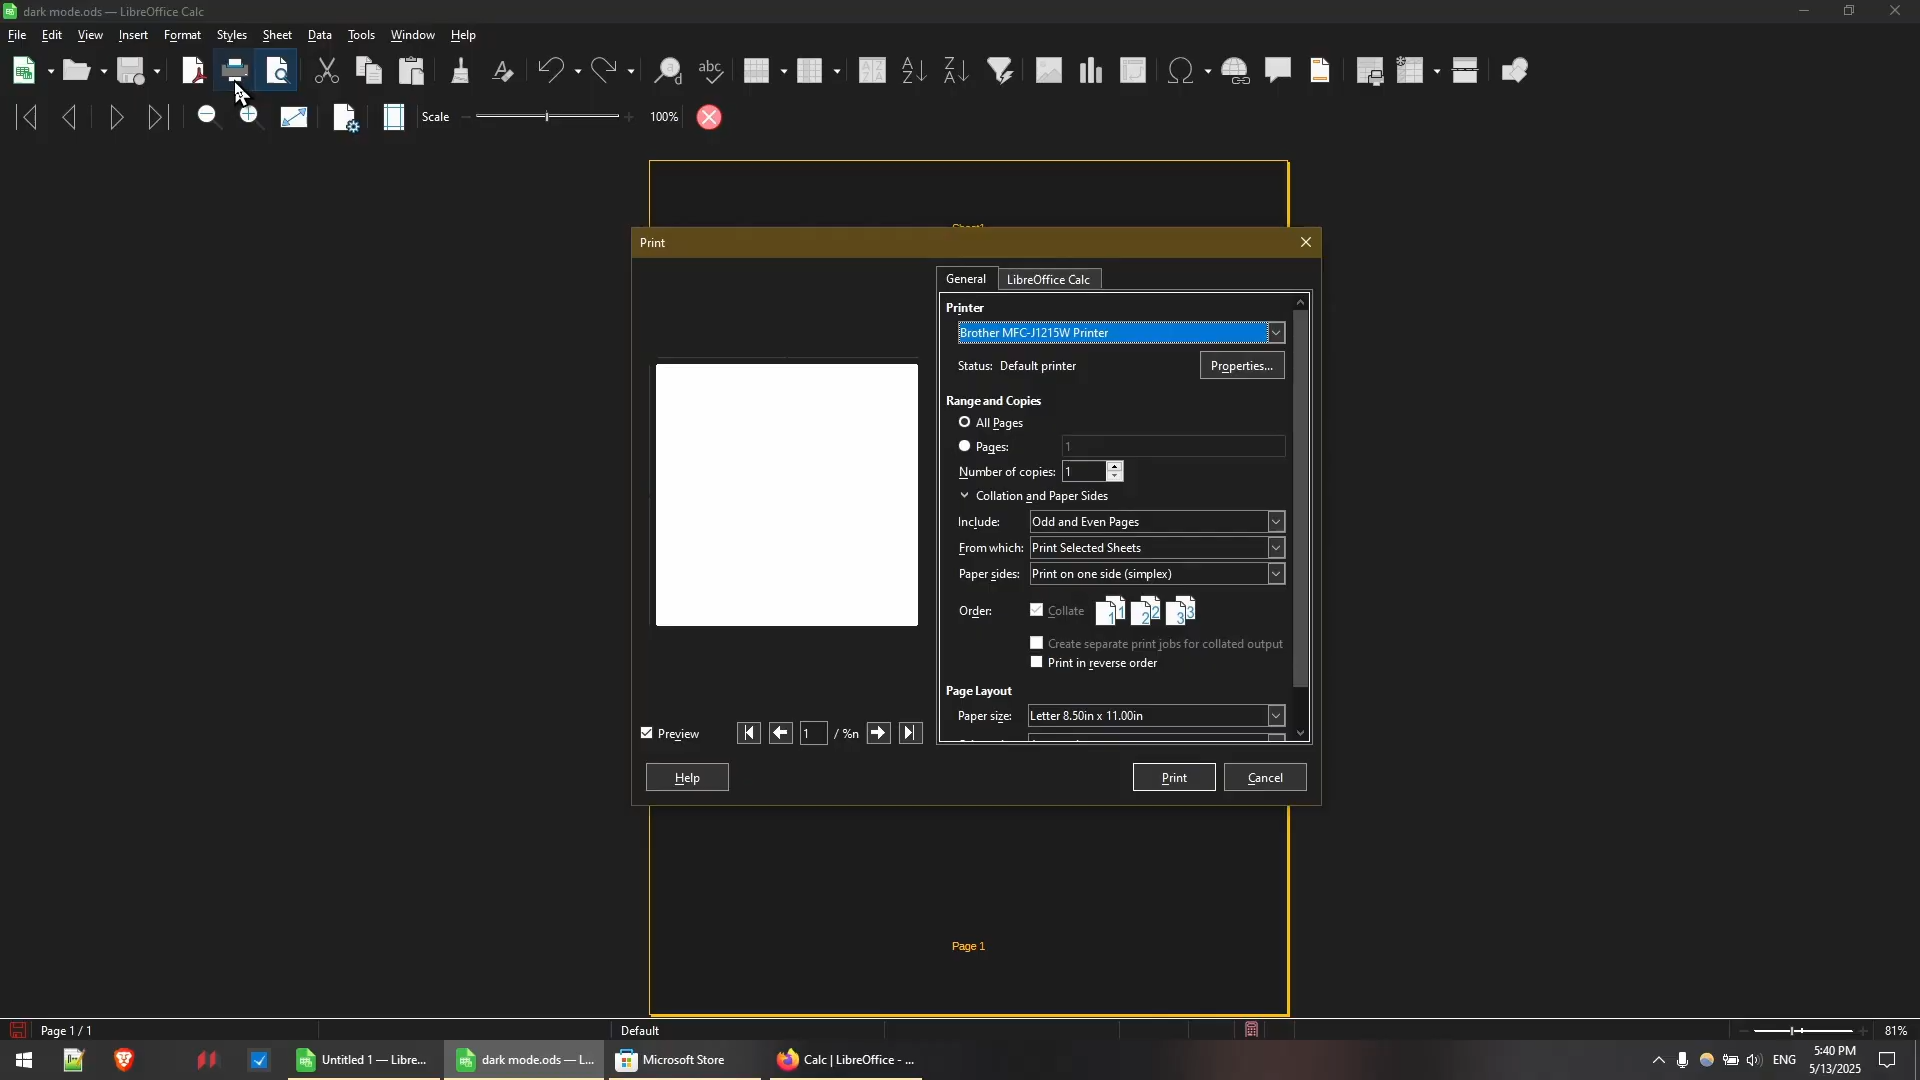 dark mode.ods — LibreOffice Calc
File Edit View Insert Format Styles Sheet Data Tools Window Help
Scale 100%
Print
General LibreOffice Calc
Printer
Brother MFC-J1215W Printer
Status: Default printer Properties...
Range and Copies
All Pages
Pages: 1
Number of copies: 1
Collation and Paper Sides
Include: Odd and Even Pages
From which: Print Selected Sheets
Paper sides: Print on one side (simplex)
Order: Collate 1 1 2 2 3 3
Create separate print jobs for collated output
Print in reverse order
Page Layout
Paper size: Letter 8.50in x 11.00in
Preview 1 / %n
Help Print Cancel
Page 1
Page 1 / 1 Default 81%
Untitled 1 — Libre... dark mode.ods — L... Microsoft Store Calc | LibreOffice - ... ENG 5:40 PM
5/13/2025